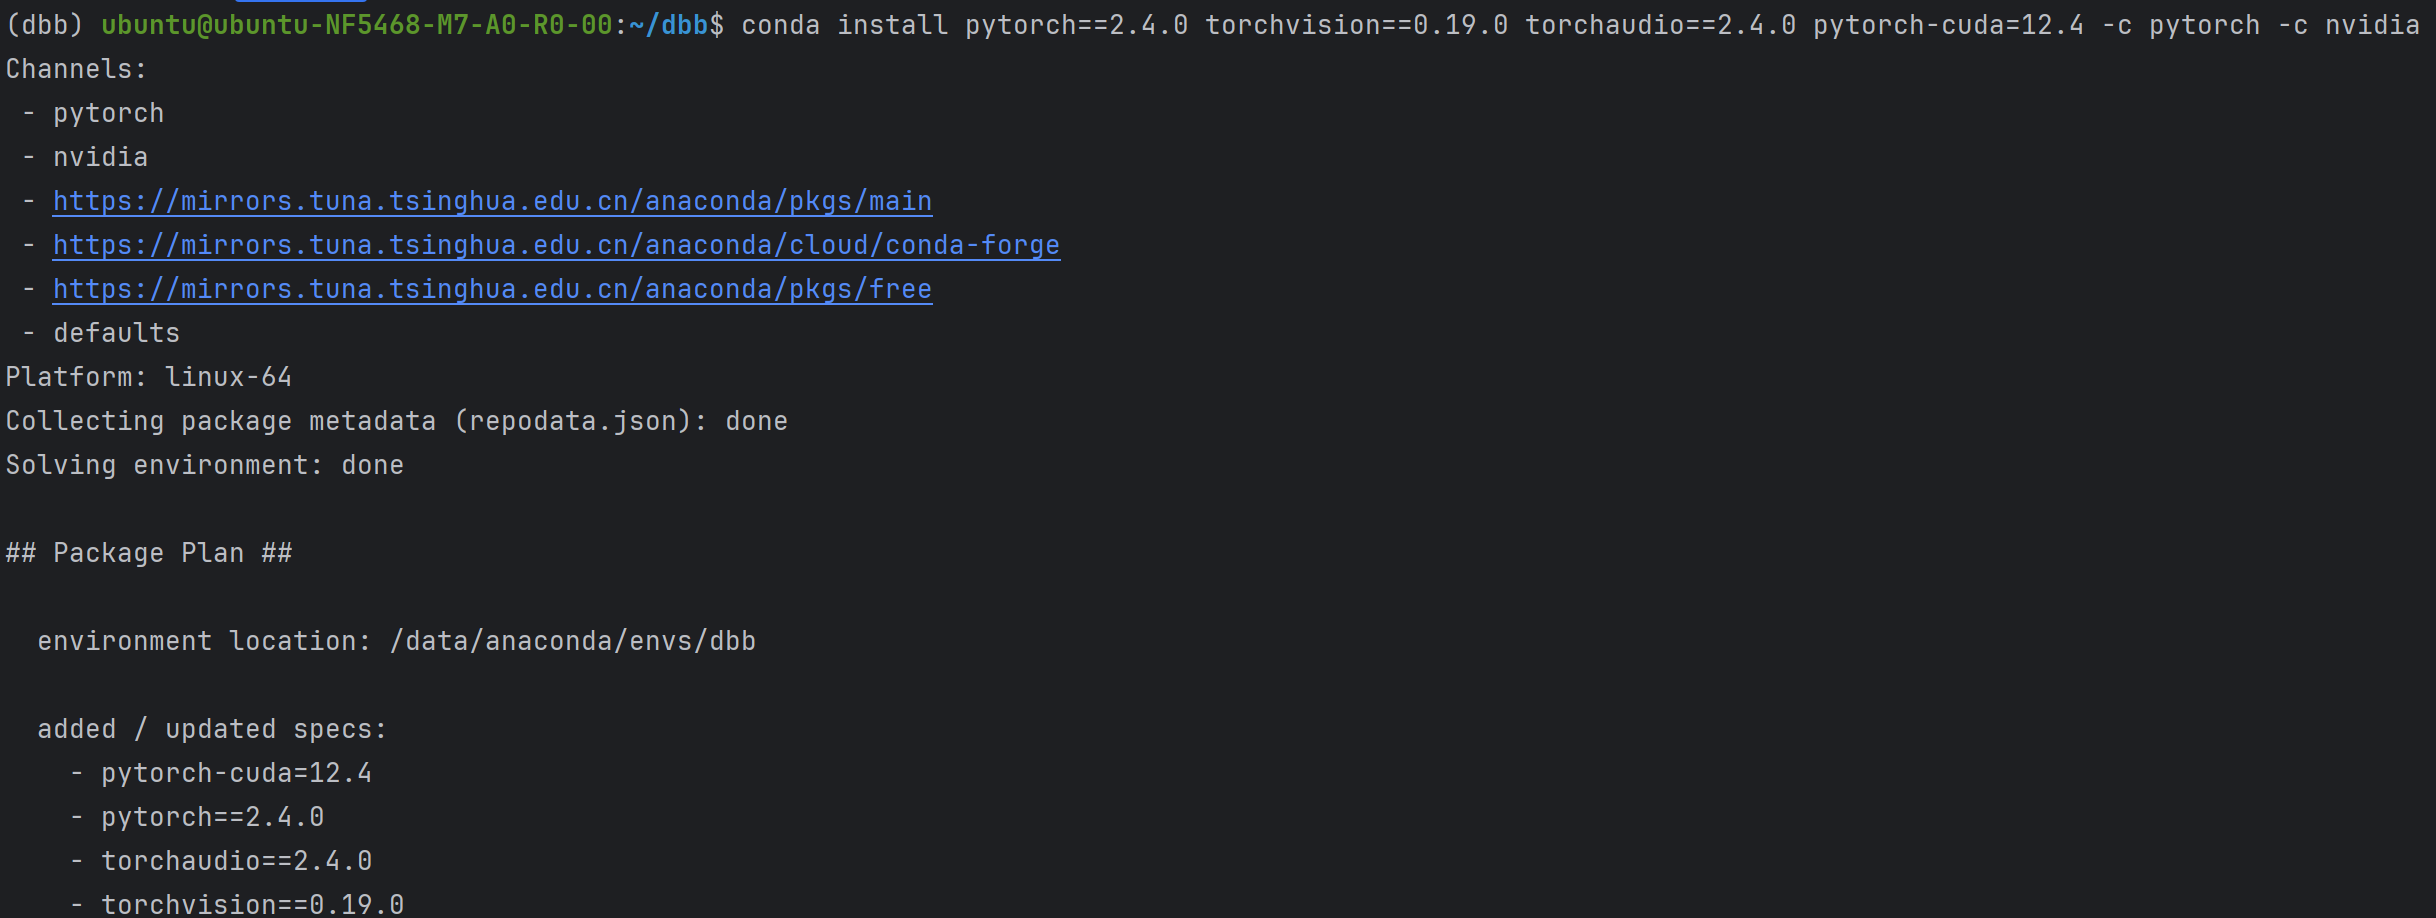 (dbb) ubuntu@ubuntu-NF5468-M7-A0-R0-00:~/dbb$ conda install pytorch==2.4.0 torchvision==0.19.0 torchaudio==2.4.0 pytorch-cuda=12.4 -c pytorch -c nvidia
Channels:
 - pytorch
 - nvidia
 - https://mirrors.tuna.tsinghua.edu.cn/anaconda/pkgs/main
 - https://mirrors.tuna.tsinghua.edu.cn/anaconda/cloud/conda-forge
 - https://mirrors.tuna.tsinghua.edu.cn/anaconda/pkgs/free
 - defaults
Platform: linux-64
Collecting package metadata (repodata.json): done
Solving environment: done
## Package Plan ##
  environment location: /data/anaconda/envs/dbb
  added / updated specs:
    - pytorch-cuda=12.4
    - pytorch==2.4.0
    - torchaudio==2.4.0
    - torchvision==0.19.0